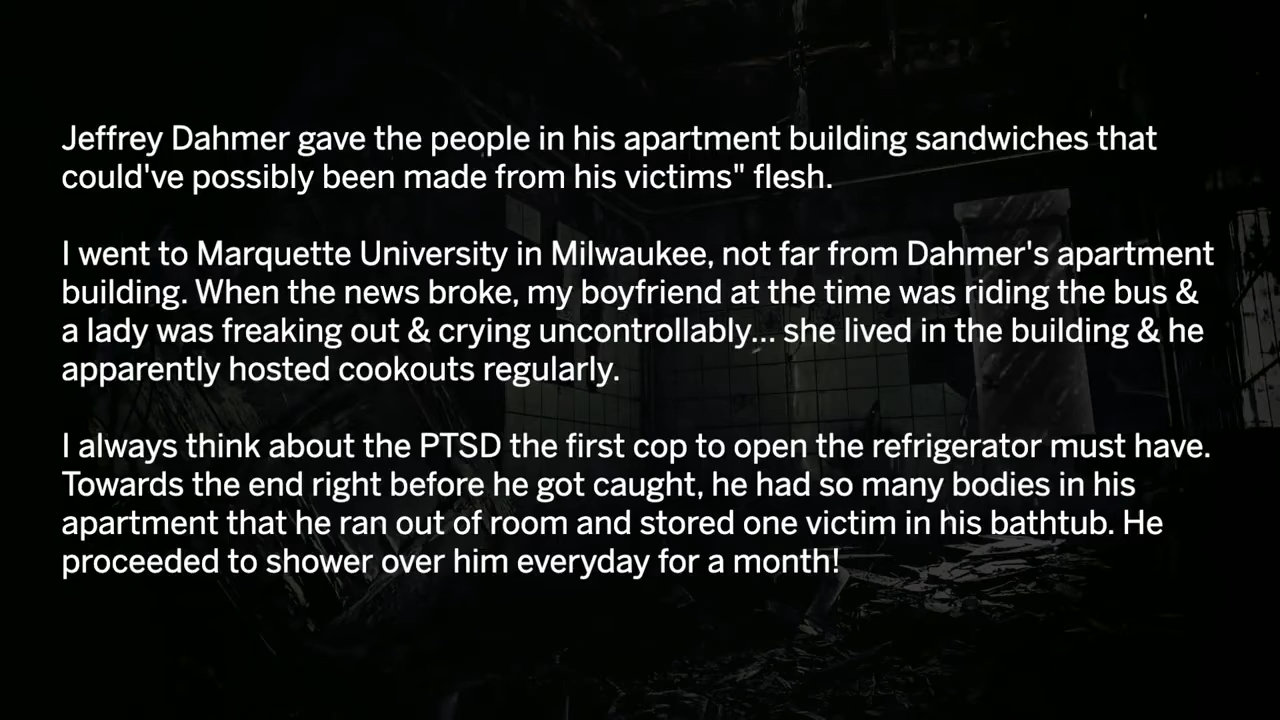 Jeffrey Dahmer gave the people in his apartment building sandwiches that
could've possibly been made from his victims" flesh.
I went to Marquette University in Milwaukee, not far from Dahmer's apartment
building. When the news broke, my boyfriend at the time was riding the bus &
a lady was freaking out & crying uncontrollably... she lived in the building & he
apparently hosted cookouts regularly.
I always think about the PTSD the first cop to open the refrigerator must have.
Towards the end right before he got caught, he had so many bodies in his
apartment that he ran out of room and stored one victim in his bathtub. He
proceeded to shower over him everyday for a month!